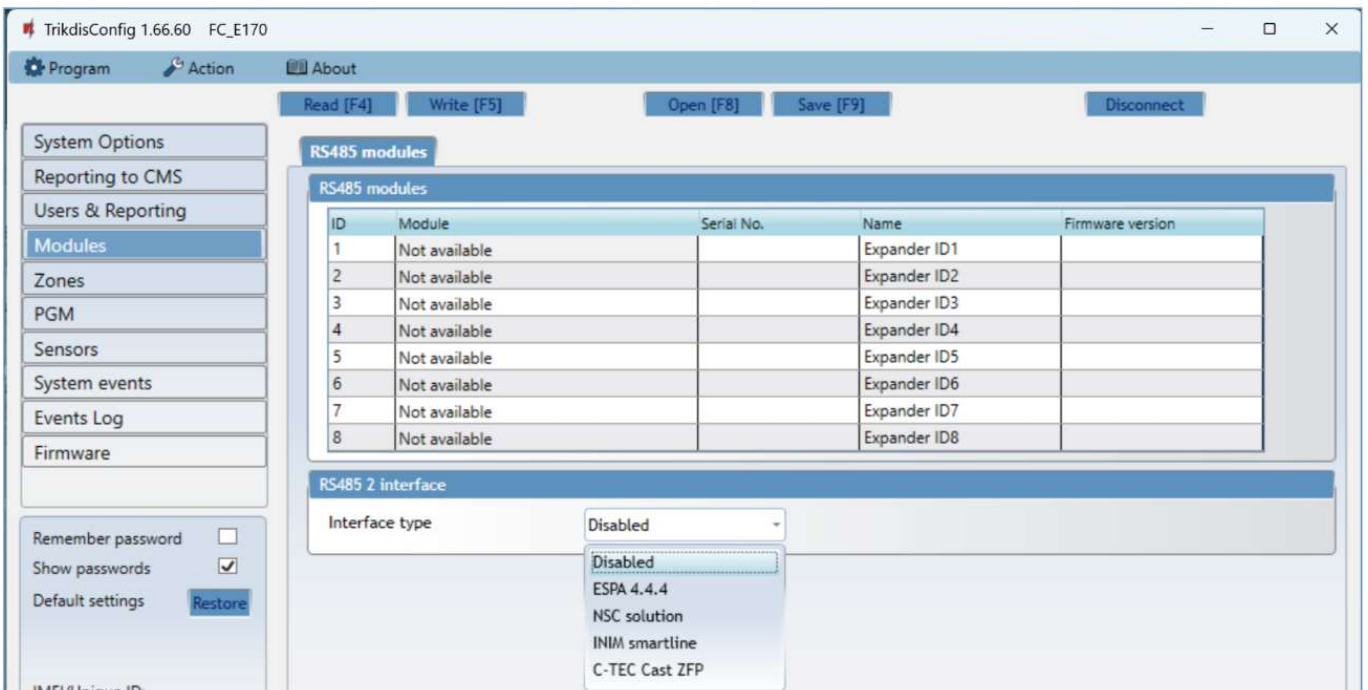 TrikdisConfig 1.66.60 FC_E170
Program Action About
Read [F4] Write [F5] Open [F8] Save [F9] Disconnect
System Options
Reporting to CMS
Users & Reporting
Modules
Zones
PGM
Sensors
System events
Events Log
Firmware
Remember password
Show passwords
Default settings Restore
RS485 modules
RS485 modules
ID Module Serial No. Name Firmware version
1 Not available Expander ID1
2 Not available Expander ID2
3 Not available Expander ID3
4 Not available Expander ID4
5 Not available Expander ID5
6 Not available Expander ID6
7 Not available Expander ID7
8 Not available Expander ID8
RS485 2 interface
Interface type Disabled
Disabled
ESPA 4.4.4
NSC solution
INIM smartline
C-TEC Cast ZFP